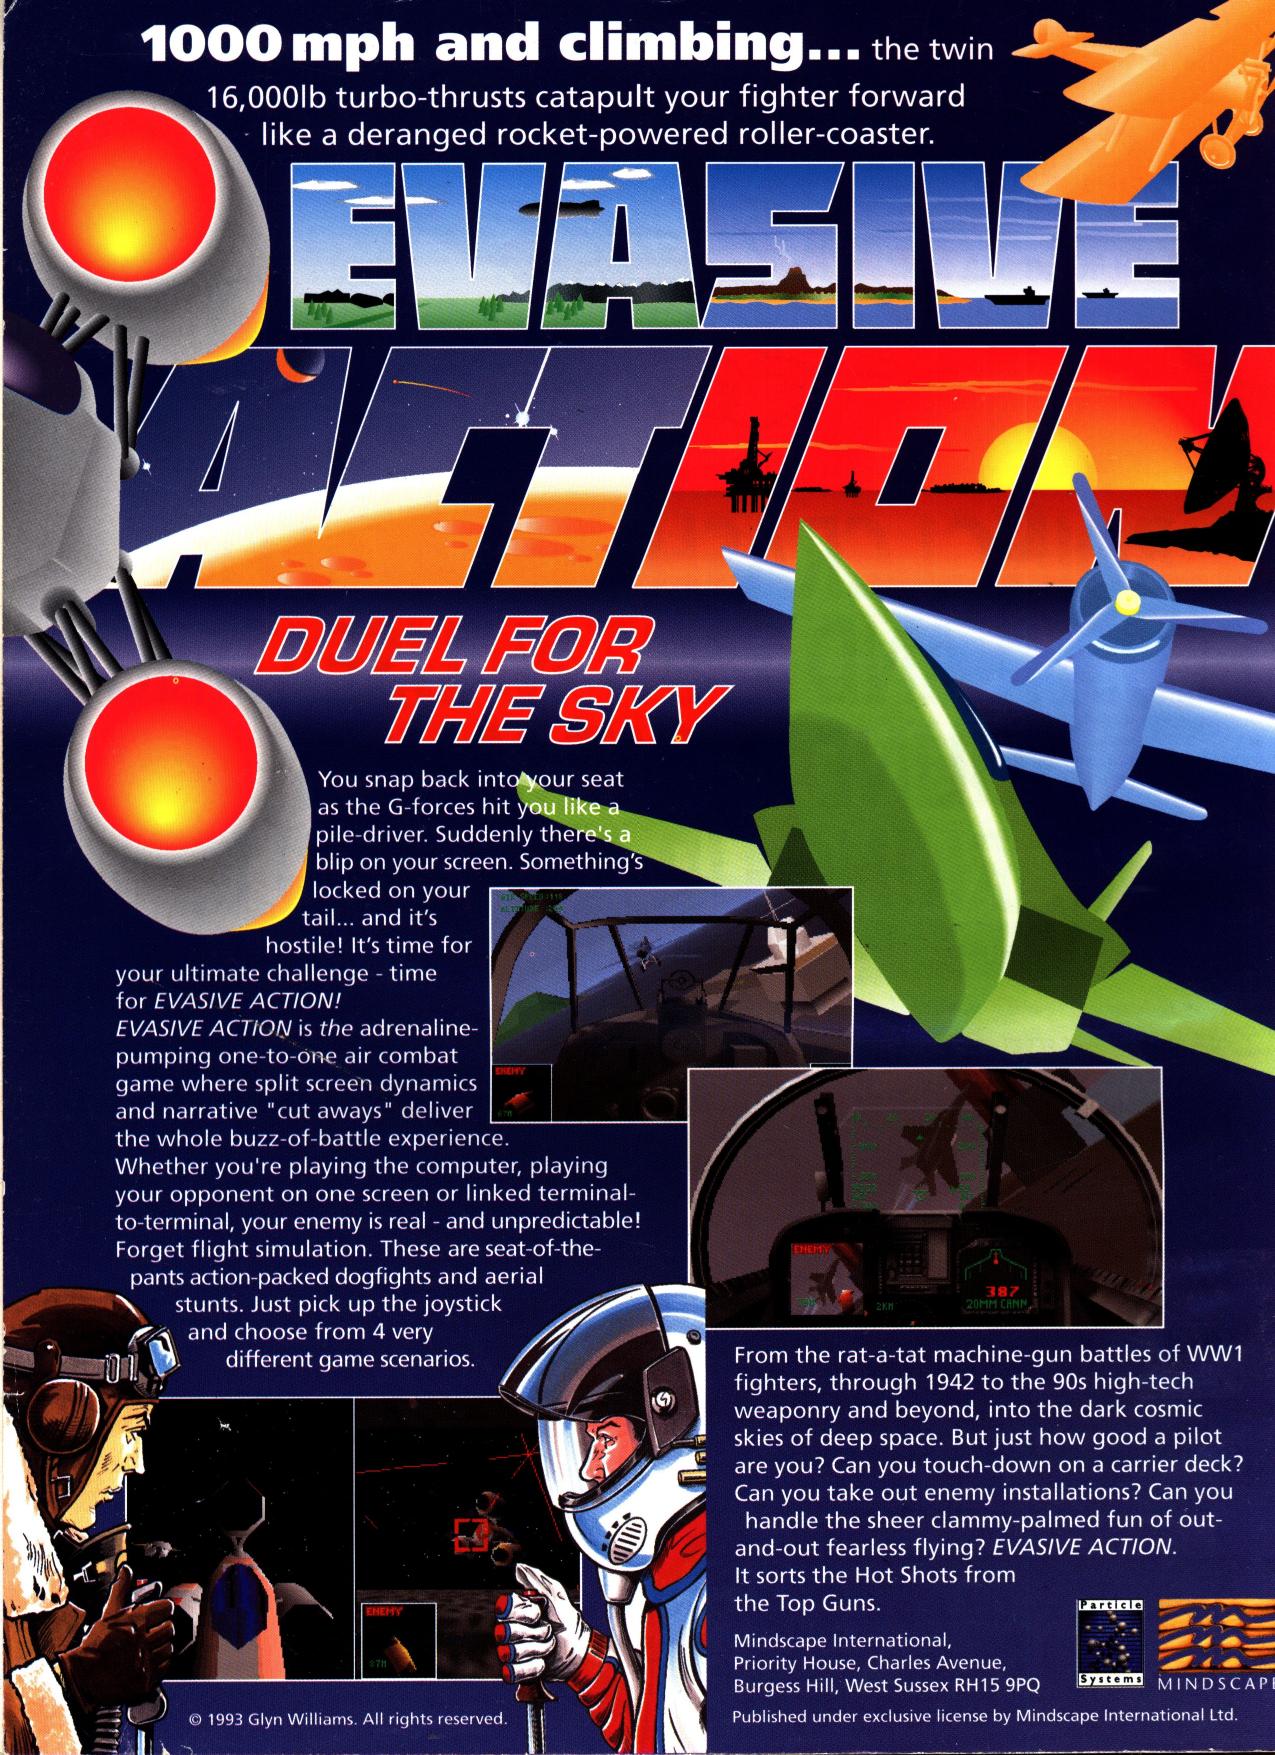 1000 mph and climbing... the twin
16,000lb turbo-thrusts catapult your fighter forward
like a deranged rocket-powered roller-coaster.
EVASIVE
ACTION
DUEL FOR
THE SKY
You snap back into your seat
as the G-forces hit you like a
pile-driver. Suddenly there's a
blip on your screen. Something's
locked on your
tail... and it's
hostile! It's time for
your ultimate challenge - time
for EVASIVE ACTION!
EVASIVE ACTION is the adrenaline-
pumping one-to-one air combat
game where split screen dynamics
and narrative "cut aways" deliver
the whole buzz-of-battle experience.
Whether you're playing the computer, playing
your opponent on one screen or linked terminal-
to-terminal, your enemy is real - and unpredictable!
Forget flight simulation. These are seat-of-the-
pants action-packed dogfights and aerial
stunts. Just pick up the joystick
and choose from 4 very
different game scenarios.
ENEMY
67M
ENEMY
2KM
387
20MM CANN
ENEMY
87M
From the rat-a-tat machine-gun battles of WW1
fighters, through 1942 to the 90s high-tech
weaponry and beyond, into the dark cosmic
skies of deep space. But just how good a pilot
are you? Can you touch-down on a carrier deck?
Can you take out enemy installations? Can you
handle the sheer clammy-palmed fun of out-
and-out fearless flying? EVASIVE ACTION.
It sorts the Hot Shots from
the Top Guns.
Mindscape International,
Priority House, Charles Avenue,
Burgess Hill, West Sussex RH15 9PQ
Particle
Systems
MINDSCAPE
© 1993 Glyn Williams. All rights reserved.
Published under exclusive license by Mindscape International Ltd.